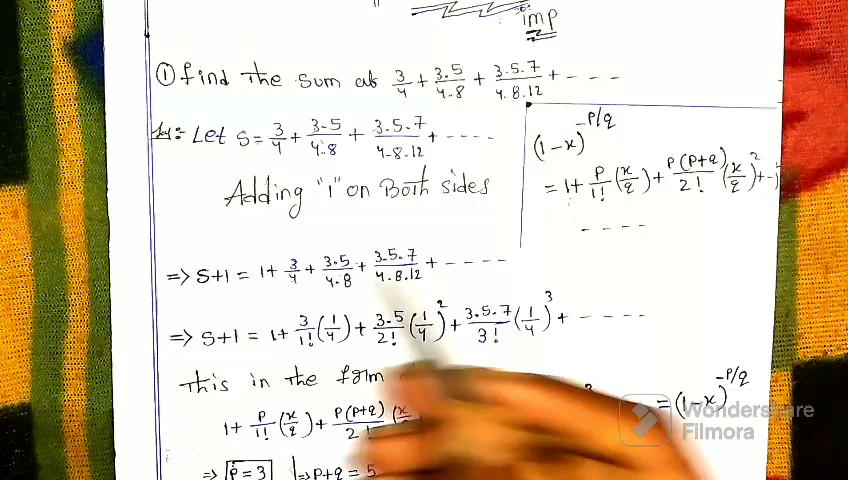 imp
① find the sum of 3/4 + 3.5/4.8 + 3.5.7/4.8.12 + ----
Sol:- Let S = 3/4 + 3-5/4.8 + 3.5.7/4-8.12 + ----
Adding "1" on Both sides
(1-x)^-P/q
= 1 + P/1! (x/q) + P(P+q)/2! (x/q)^2 + --
----
=> S+1 = 1 + 3/4 + 3.5/4.8 + 3.5.7/4.8.12 + ----
=> S+1 = 1 + 3/1! (1/4) + 3.5/2! (1/4)^2 + 3.5.7/3! (1/4)^3 + ----
This in the form
1 + P/1! (x/q) + P(P+q)/2!
= (1-x)^-P/q
=> P = 3 | => P+q = 5
Wondershare
Filmora